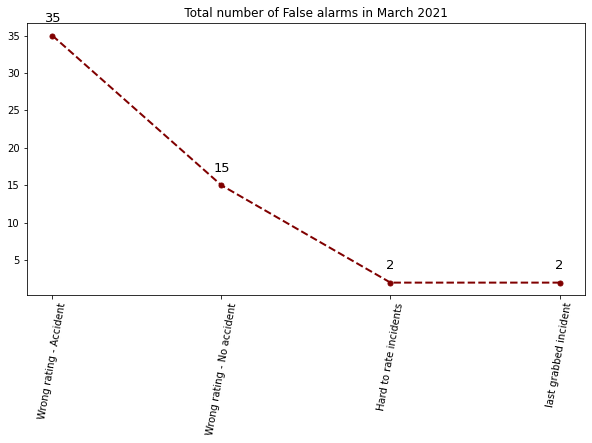 Total number of False alarms in March 2021
35
30
25
20
15
10
5
35
15
2
2
Wrong rating - Accident
Wrong rating - No accident
Hard to rate incidents
last grabbed incident